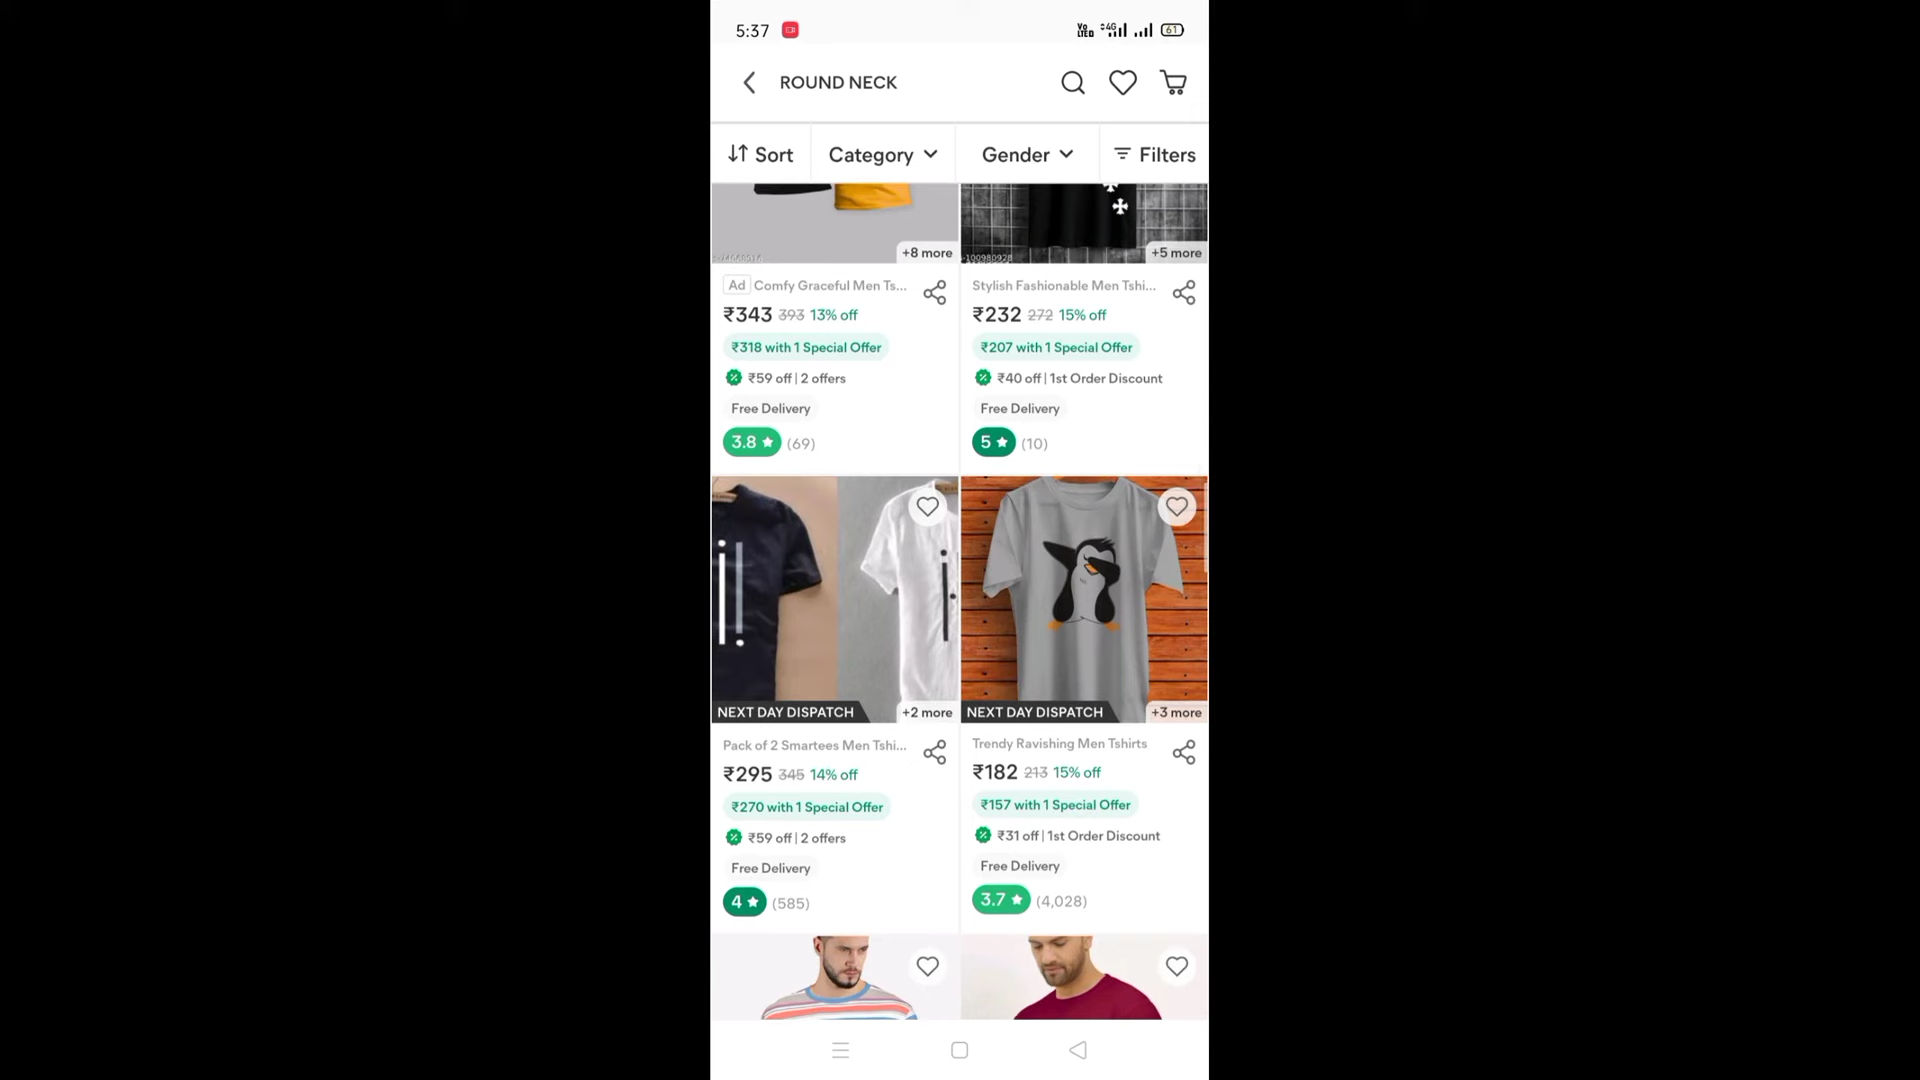 5:37
Vo LTED 4G 61
ROUND NECK
Sort Category Gender Filters
+8 more
+5 more
s-100980928
Ad Comfy Graceful Men Ts...
₹343 393 13% off
₹318 with 1 Special Offer
₹59 off | 2 offers
Free Delivery
3.8 (69)
Stylish Fashionable Men Tshi...
₹232 272 15% off
₹207 with 1 Special Offer
₹40 off | 1st Order Discount
Free Delivery
5 (10)
NEXT DAY DISPATCH +2 more
NEXT DAY DISPATCH +3 more
Pack of 2 Smartees Men Tshi...
₹295 345 14% off
₹270 with 1 Special Offer
₹59 off | 2 offers
Free Delivery
4 (585)
Trendy Ravishing Men Tshirts
₹182 213 15% off
₹157 with 1 Special Offer
₹31 off | 1st Order Discount
Free Delivery
3.7 (4,028)